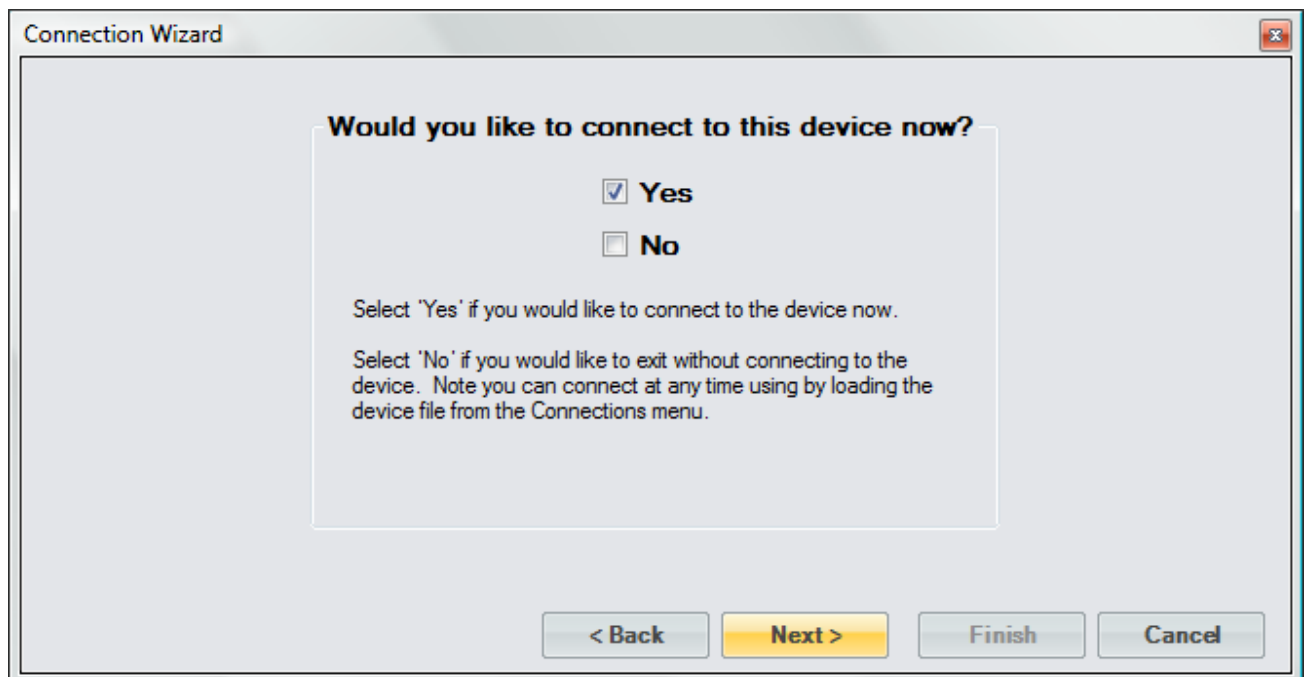 Connection Wizard
Would you like to connect to this device now?
Yes
No
Select 'Yes' if you would like to connect to the device now.
Select 'No' if you would like to exit without connecting to the
device. Note you can connect at any time using by loading the
device file from the Connections menu.
< Back Next > Finish Cancel